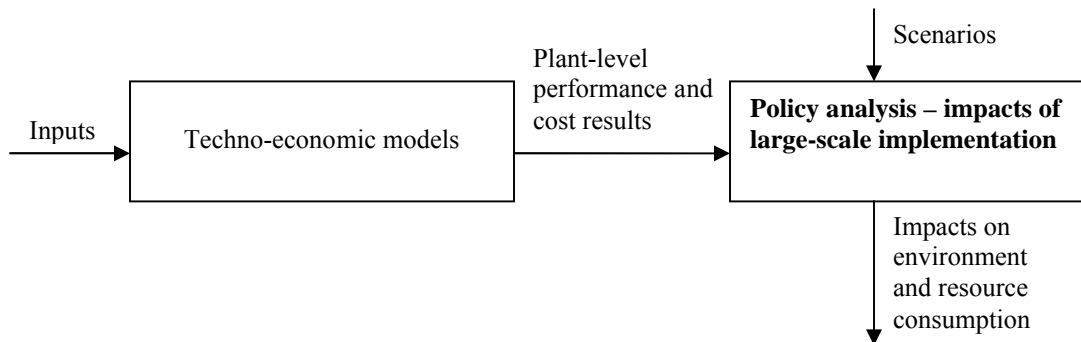 Inputs
Techno-economic models
Plant-level
performance and
cost results
Scenarios
Policy analysis – impacts of
large-scale implementation
Impacts on
environment
and resource
consumption